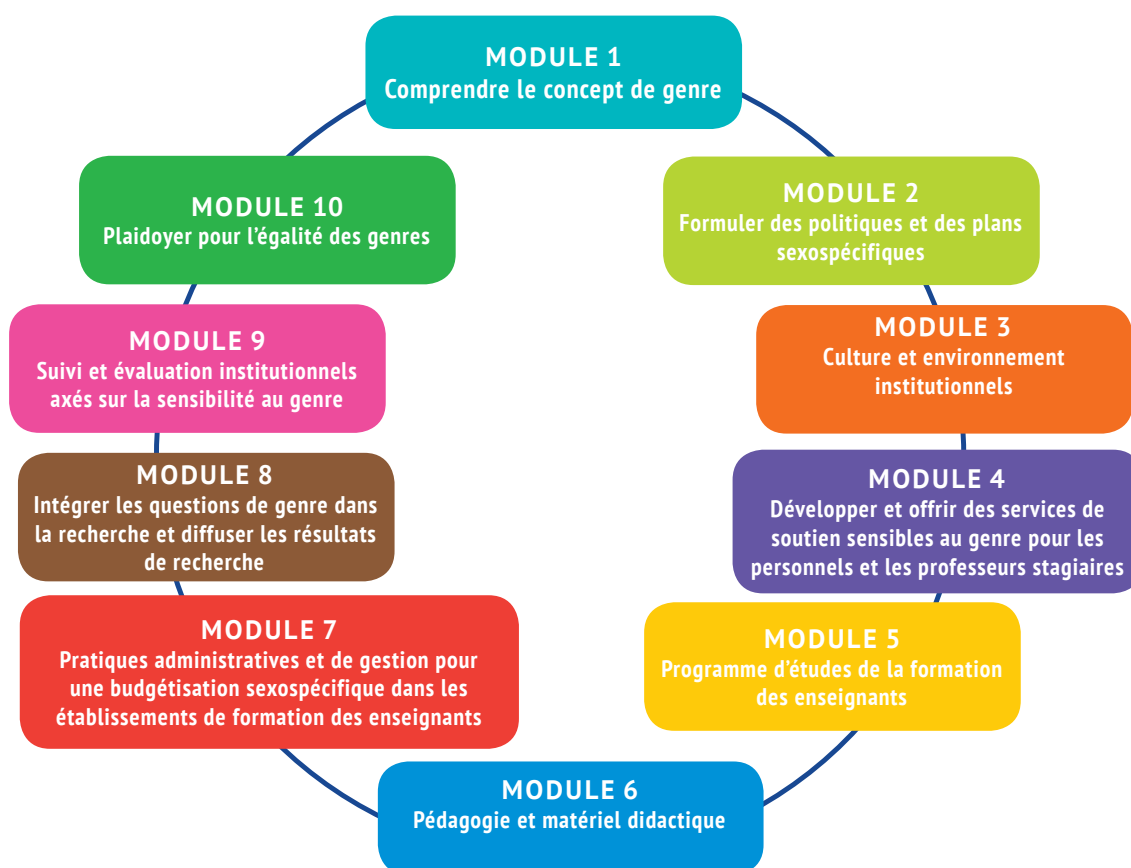 MODULE 1
Comprendre le concept de genre
MODULE 2
Formuler des politiques et des plans
sexospécifiques
MODULE 3
Culture et environnement
institutionnels
MODULE 4
Développer et offrir des services de
soutien sensibles au genre pour les
personnels et les professeurs stagiaires
MODULE 5
Programme d'études de la formation
des enseignants
MODULE 6
Pédagogie et matériel didactique
MODULE 7
Pratiques administratives et de gestion pour
une budgétisation sexospécifique dans les
établissements de formation des enseignants
MODULE 8
Intégrer les questions de genre dans
la recherche et diffuser les résultats
de recherche
MODULE 9
Suivi et évaluation institutionnels
axés sur la sensibilité au genre
MODULE 10
Plaidoyer pour l'égalité des genres